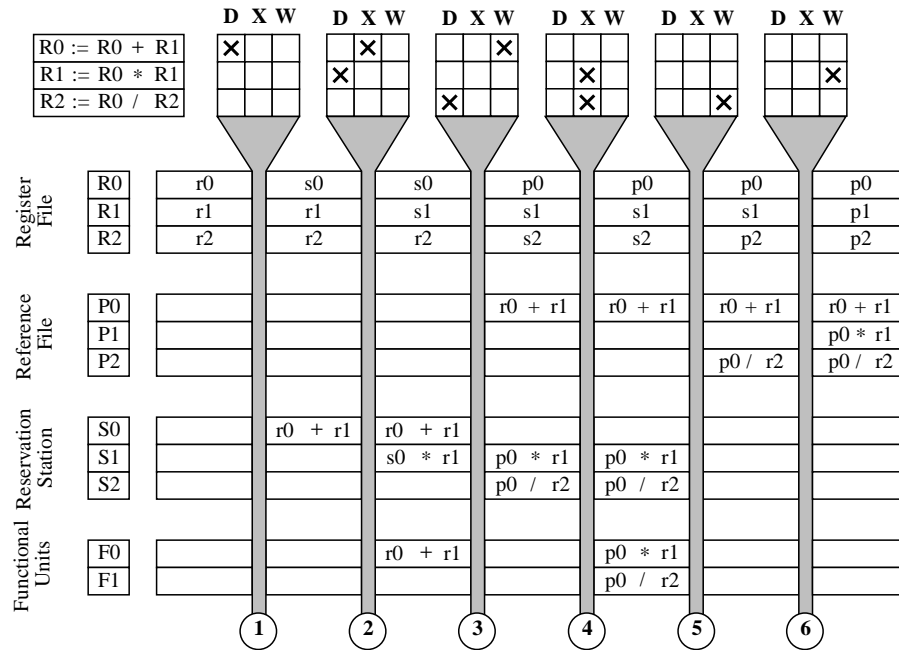 D X W D X W D X W D X W D X W D X W
R0 := R0 + R1
R1 := R0 * R1
R2 := R0 / R2
Register File
R0 r0 s0 s0 p0 p0 p0 p0
R1 r1 r1 s1 s1 s1 s1 p1
R2 r2 r2 r2 s2 s2 p2 p2
Reference File
P0 r0 + r1 r0 + r1 r0 + r1 r0 + r1
P1 p0 * r1
P2 p0 / r2 p0 / r2
Reservation Station
S0 r0 + r1 r0 + r1
S1 s0 * r1 p0 * r1 p0 * r1
S2 p0 / r2 p0 / r2
Functional Units
F0 r0 + r1 p0 * r1
F1 p0 / r2
1 2 3 4 5 6